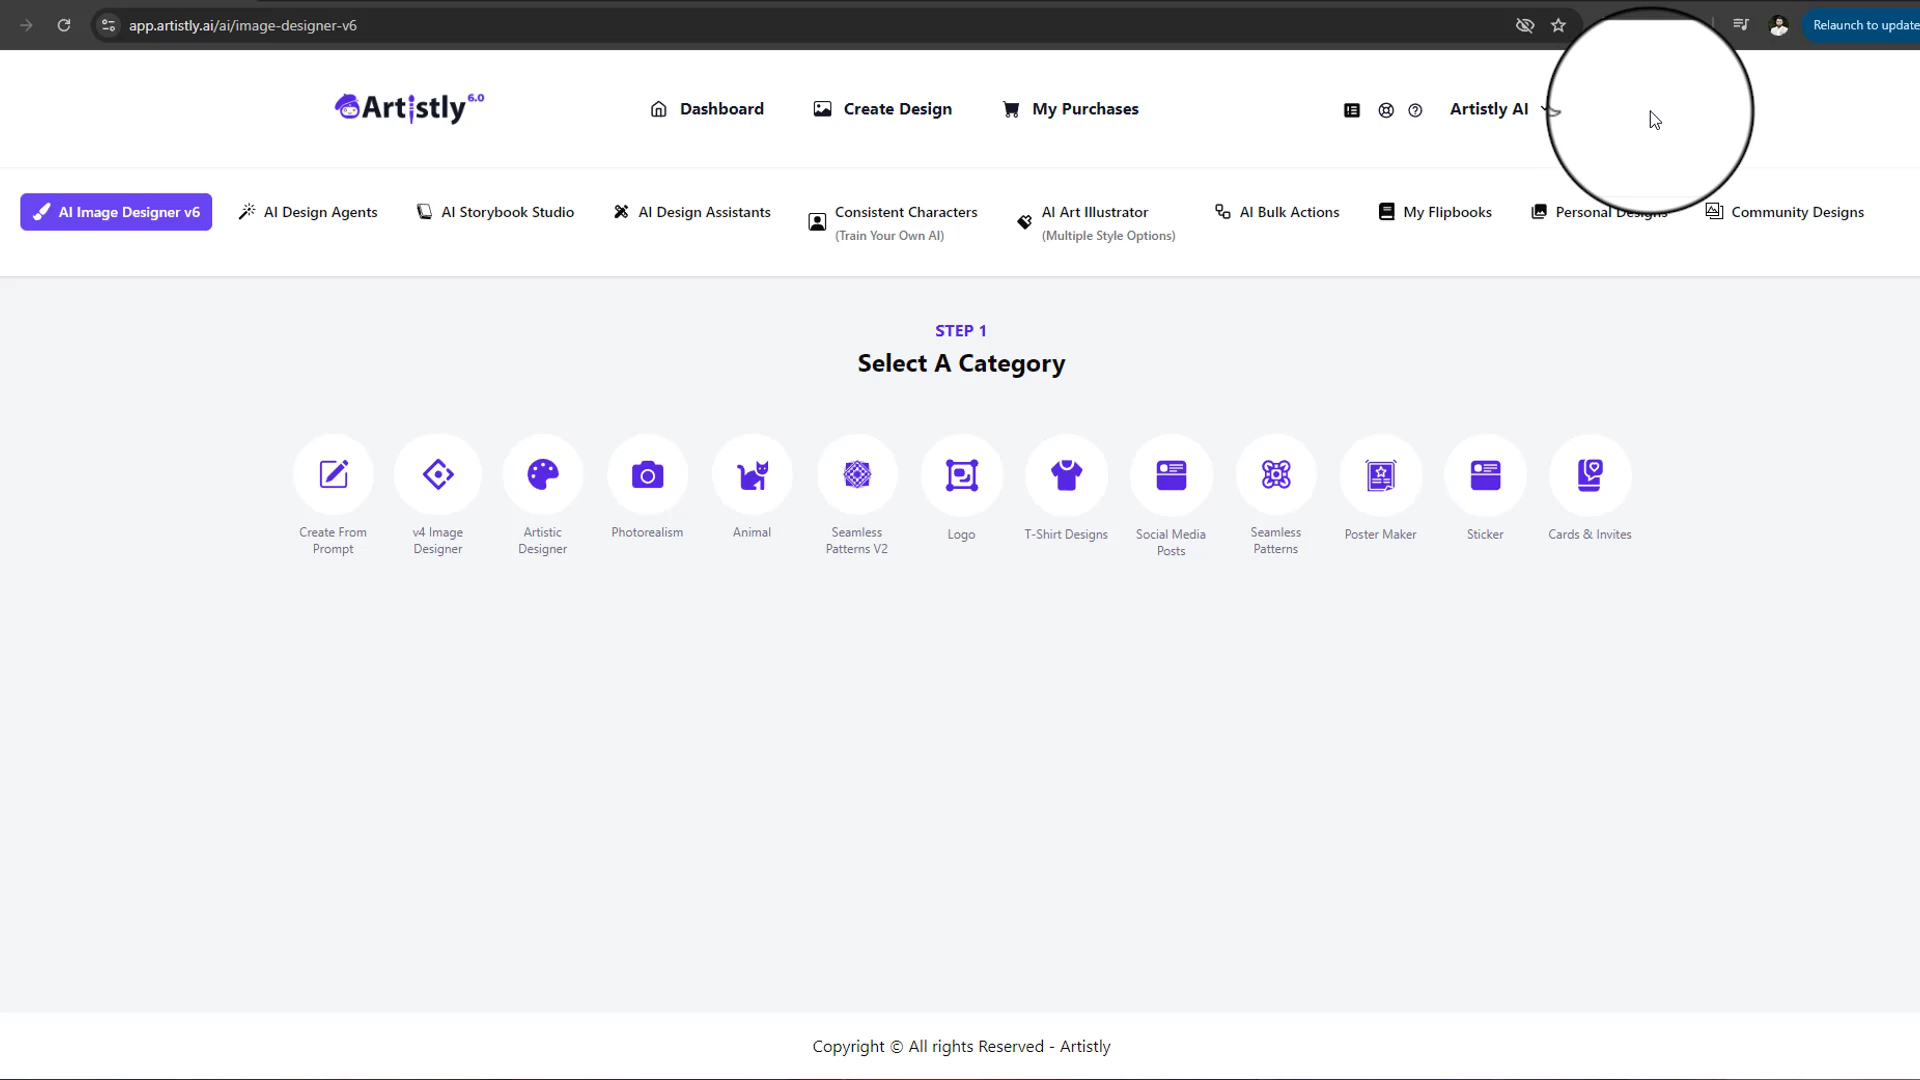 app.artistly.ai/ai/image-designer-v6
Relaunch to update
Artistly 6.0
Dashboard
Create Design
My Purchases
Artistly AI
AI Image Designer v6
AI Design Agents
AI Storybook Studio
AI Design Assistants
Consistent Characters
(Train Your Own AI)
AI Art Illustrator
(Multiple Style Options)
AI Bulk Actions
My Flipbooks
Personal Designs
Community Designs
STEP 1
Select A Category
Create From
Prompt
v4 Image
Designer
Artistic
Designer
Photorealism
Animal
Seamless
Patterns V2
Logo
T-Shirt Designs
Social Media
Posts
Seamless
Patterns
Poster Maker
Sticker
Cards & Invites
Copyright © All rights Reserved - Artistly